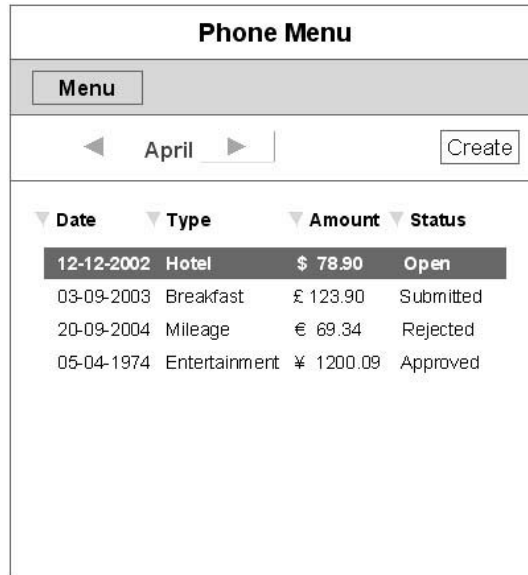 Phone Menu
Menu
April
Create
Date Type Amount Status
12-12-2002 Hotel $ 78.90 Open
03-09-2003 Breakfast £ 123.90 Submitted
20-09-2004 Mileage € 69.34 Rejected
05-04-1974 Entertainment ¥ 1200.09 Approved